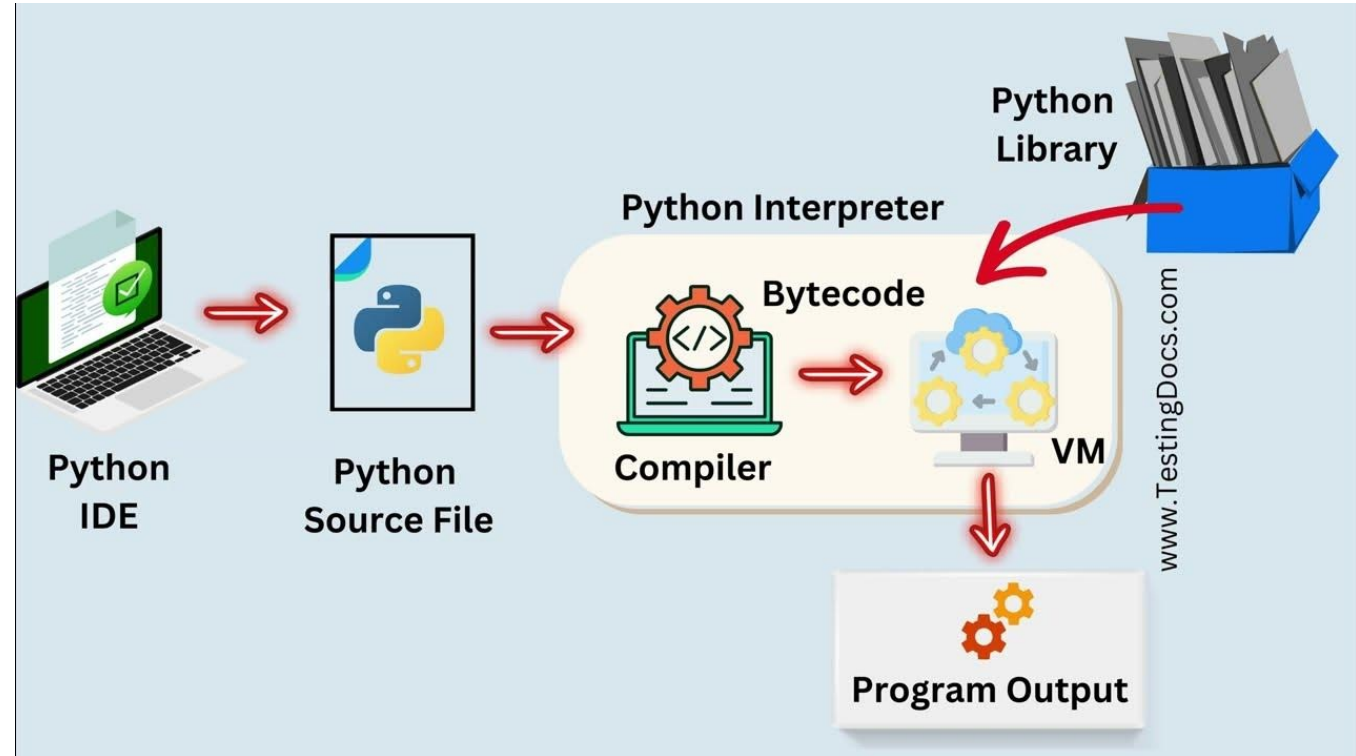 Python
Library
Python Interpreter
Bytecode
</>
Compiler
VM
Python
IDE
Python
Source File
Program Output
www.TestingDocs.com